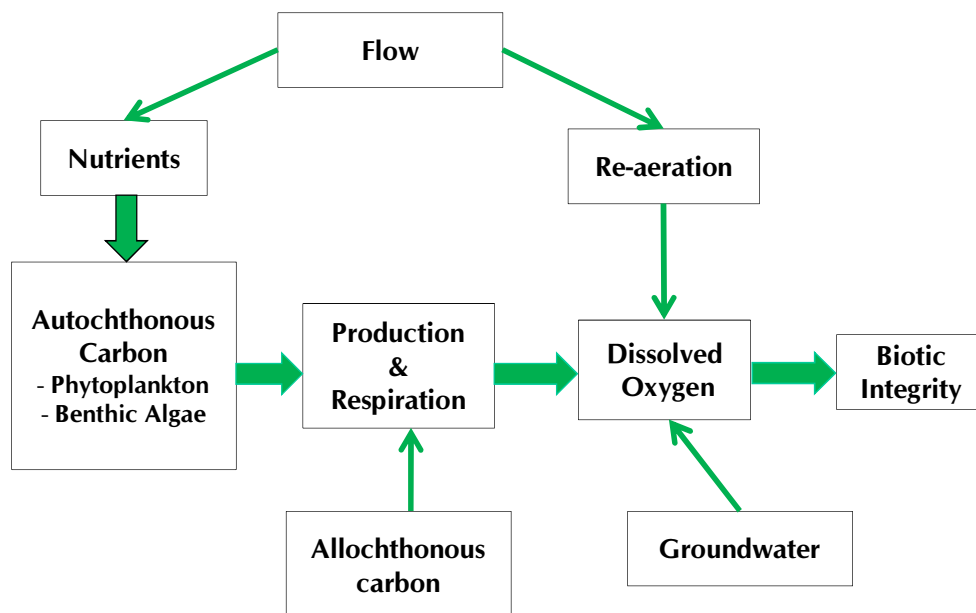 Flow
Nutrients
Re-aeration
Autochthonous
Carbon
- Phytoplankton
- Benthic Algae
Production
&
Respiration
Dissolved
Oxygen
Biotic
Integrity
Allochthonous
carbon
Groundwater